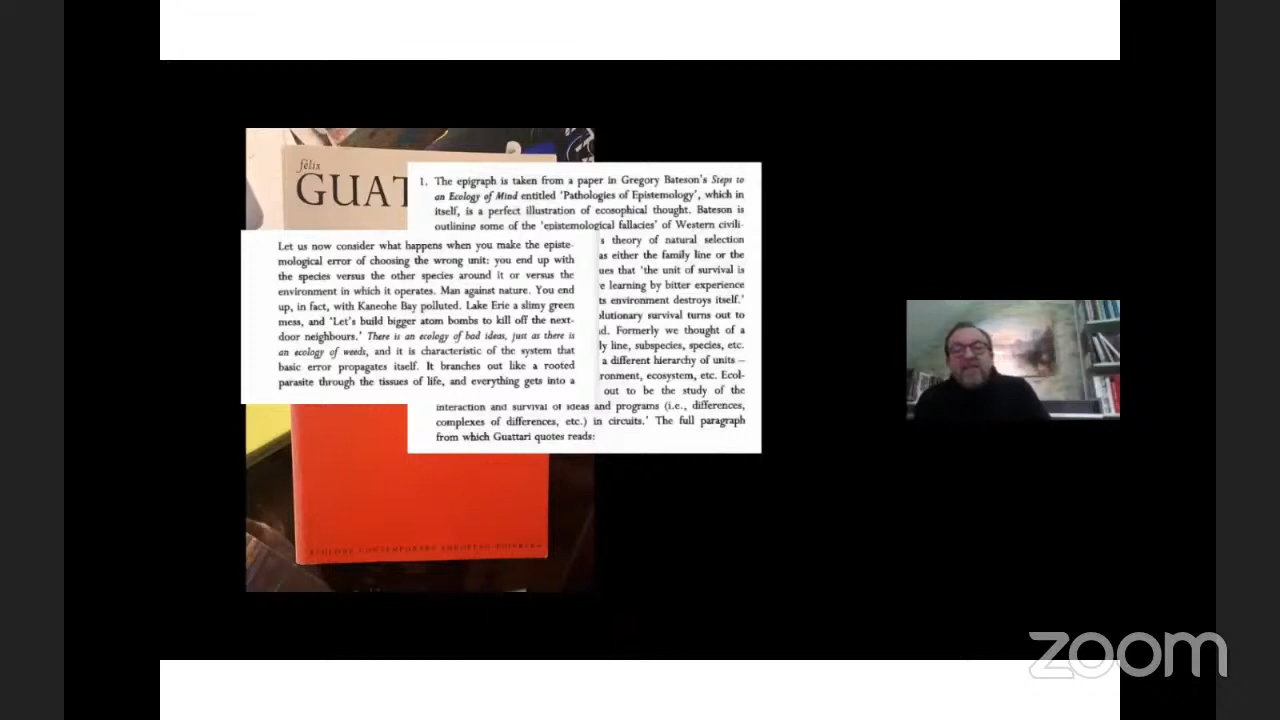 félix
GUAT
1. The epigraph is taken from a paper in Gregory Bateson's Steps to
an Ecology of Mind entitled 'Pathologies of Epistemology', which in
itself, is a perfect illustration of ecosophical thought. Bateson is
outlining some of the 'epistemological fallacies' of Western civili-
s theory of natural selection
as either the family line or the
ues that 'the unit of survival is
e learning by bitter experience
ts environment destroys itself.'
olutionary survival turns out to
d. Formerly we thought of a
ly line, subspecies, species, etc.
a different hierarchy of units –
ronment, ecosystem, etc. Ecol-
out to be the study of the
interaction and survival of ideas and programs (i.e., differences,
complexes of differences, etc.) in circuits.' The full paragraph
from which Guattari quotes reads:
Let us now consider what happens when you make the episte-
mological error of choosing the wrong unit: you end up with
the species versus the other species around it or versus the
environment in which it operates. Man against nature. You end
up, in fact, with Kaneohe Bay polluted. Lake Erie a slimy green
mess, and 'Let's build bigger atom bombs to kill off the next-
door neighbours.' There is an ecology of bad ideas, just as there is
an ecology of weeds, and it is characteristic of the system that
basic error propagates itself. It branches out like a rooted
parasite through the tissues of life, and everything gets into a
ATHLONE CONTEMPORARY EUROPEAN THINKERS
zoom